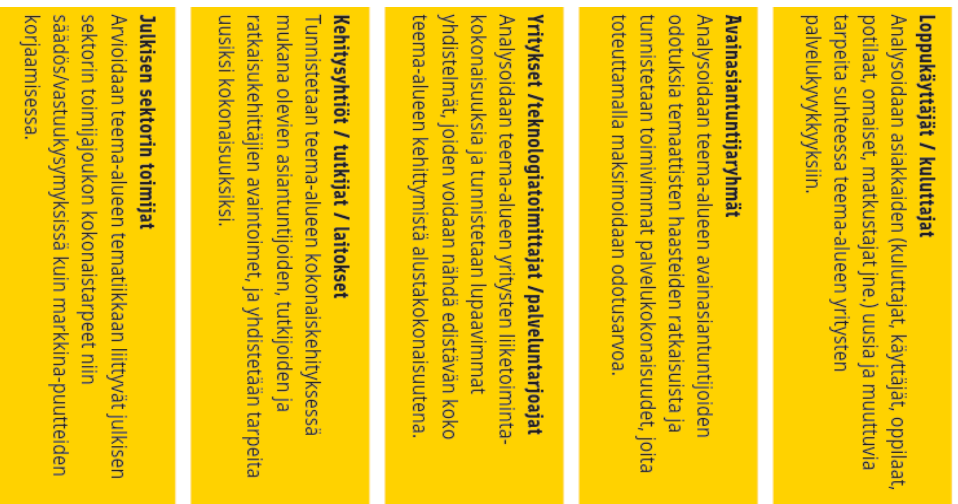 Loppukäyttäjät / kuluttajat
Analysoidaan asiakkaiden (kuluttajat, käyttäjät, oppilaat,
potilaat, omaiset, matkustajat jne.) uusia ja muuttuvia
tarpeita suhteessa teema-alueen yritysten
palvelukyvykkyyksiin.
Avainasiantuntijaryhmät
Analysoidaan teema-alueen avainasiantuntijoiden
odotuksia temaattisten haasteiden ratkaisuista ja
tunnistetaan toimivimmat palvelukokonaisuudet, joita
toteuttamalla maksimoidaan odotusarvoa.
Yritykset /teknologiatoimittajat /palveluntarjoajat
Analysoidaan teema-alueen yritysten liiketoiminta-
kokonaisuuksia ja tunnistetaan lupaavimmat
yhdistelmät, joiden voidaan nähdä edistävän koko
teema-alueen kehittymistä alustakokonaisuutena.
Kehitysyhtiöt / tutkijat / laitokset
Tunnistetaan teema-alueen kokonaiskehityksessä
mukana olevien asiantuntijoiden, tutkijoiden ja
ratkaisukehittäjien avaintoimet, ja yhdistetään tarpeita
uusiksi kokonaisuuksiksi.
Julkisen sektorin toimijat
Arvioidaan teema-alueen tematiikkaan liittyvät julkisen
sektorin toimijajoukon kokonaistarpeet niin
säädös/vastuukysymyksissä kuin markkina-puutteiden
korjaamisessa.